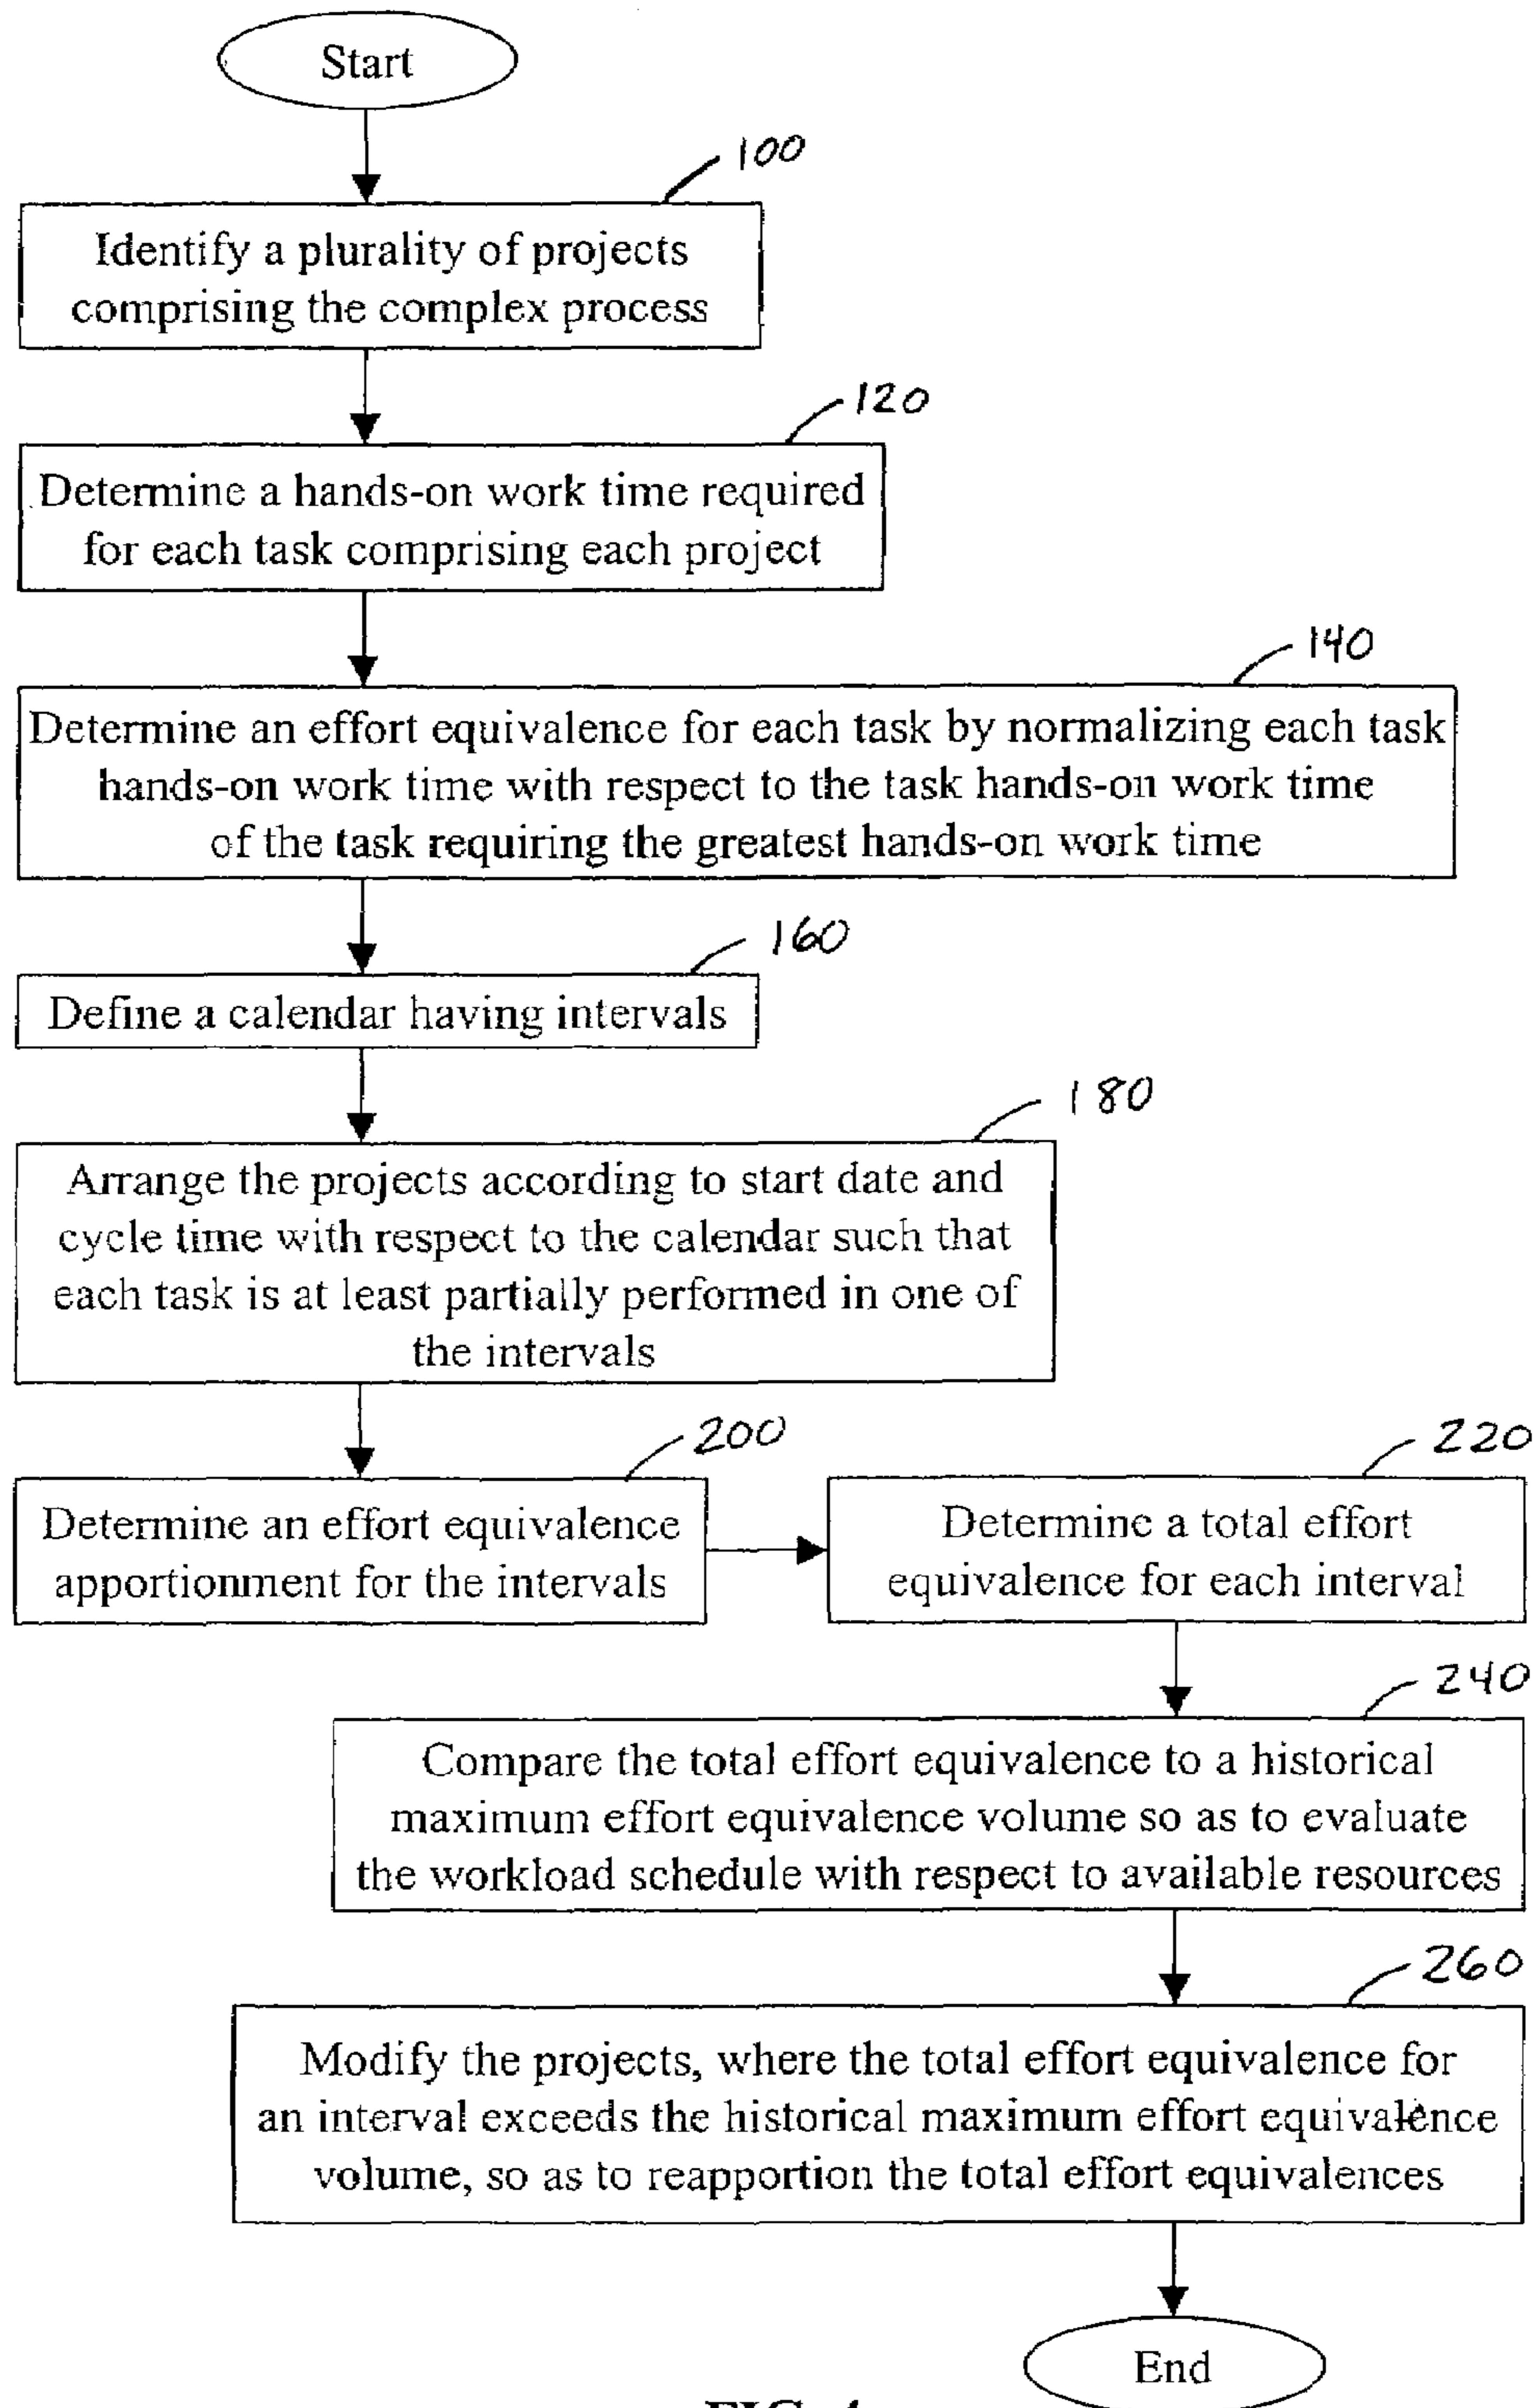 Start
100
Identify a plurality of projects
comprising the complex process
120
Determine a hands-on work time required
for each task comprising each project
140
Determine an effort equivalence for each task by normalizing each task
hands-on work time with respect to the task hands-on work time
of the task requiring the greatest hands-on work time
160
Define a calendar having intervals
180
Arrange the projects according to start date and
cycle time with respect to the calendar such that
each task is at least partially performed in one of
the intervals
200
Determine an effort equivalence
apportionment for the intervals
220
Determine a total effort
equivalence for each interval
240
Compare the total effort equivalence to a historical
maximum effort equivalence volume so as to evaluate
the workload schedule with respect to available resources
260
Modify the projects, where the total effort equivalence for
an interval exceeds the historical maximum effort equivalence
volume, so as to reapportion the total effort equivalences
End